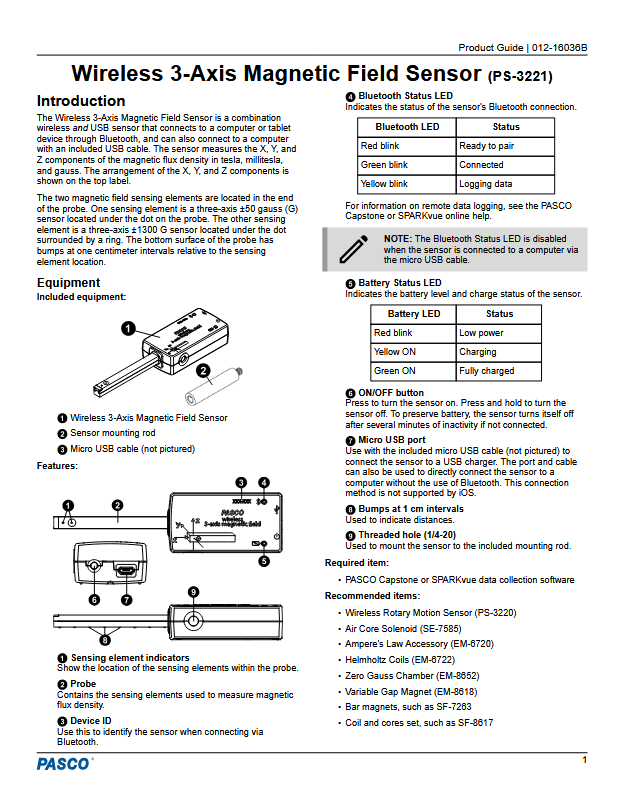 Product Guide | 012-16036B
Wireless 3-Axis Magnetic Field Sensor (PS-3221)
Introduction
The Wireless 3-Axis Magnetic Field Sensor is a combination
wireless and USB sensor that connects to a computer or tablet
device through Bluetooth, and can also connect to a computer
with an included USB cable. The sensor measures the X, Y, and
Z components of the magnetic flux density in tesla, millitesla,
and gauss. The arrangement of the X, Y, and Z components is
shown on the top label.
The two magnetic field sensing elements are located in the end
of the probe. One sensing element is a three-axis ±50 gauss (G)
sensor located under the dot on the probe. The other sensing
element is a three-axis ±1300 G sensor located under the dot
surrounded by a ring. The bottom surface of the probe has
bumps at one centimeter intervals relative to the sensing
element location.
Equipment
Included equipment:
1
2
1 Wireless 3-Axis Magnetic Field Sensor
2 Sensor mounting rod
3 Micro USB cable (not pictured)
Features:
1
2
3
4
XXX-XXX
PASCO
wireless
3-axis magnetic field
Y
Z
X
5
6
7
8
9
1 Sensing element indicators
Show the location of the sensing elements within the probe.
2 Probe
Contains the sensing elements used to measure magnetic
flux density.
3 Device ID
Use this to identify the sensor when connecting via
Bluetooth.
4 Bluetooth Status LED
Indicates the status of the sensor's Bluetooth connection.
Bluetooth LED Status
Red blink Ready to pair
Green blink Connected
Yellow blink Logging data
For information on remote data logging, see the PASCO
Capstone or SPARKvue online help.
NOTE: The Bluetooth Status LED is disabled
when the sensor is connected to a computer via
the micro USB cable.
5 Battery Status LED
Indicates the battery level and charge status of the sensor.
Battery LED Status
Red blink Low power
Yellow ON Charging
Green ON Fully charged
6 ON/OFF button
Press to turn the sensor on. Press and hold to turn the
sensor off. To preserve battery, the sensor turns itself off
after several minutes of inactivity if not connected.
7 Micro USB port
Use with the included micro USB cable (not pictured) to
connect the sensor to a USB charger. The port and cable
can also be used to directly connect the sensor to a
computer without the use of Bluetooth. This connection
method is not supported by iOS.
8 Bumps at 1 cm intervals
Used to indicate distances.
9 Threaded hole (1/4-20)
Used to mount the sensor to the included mounting rod.
Required item:
• PASCO Capstone or SPARKvue data collection software
Recommended items:
• Wireless Rotary Motion Sensor (PS-3220)
• Air Core Solenoid (SE-7585)
• Ampere's Law Accessory (EM-6720)
• Helmholtz Coils (EM-6722)
• Zero Gauss Chamber (EM-8652)
• Variable Gap Magnet (EM-8618)
• Bar magnets, such as SF-7263
• Coil and cores set, such as SF-8617
PASCO®
1